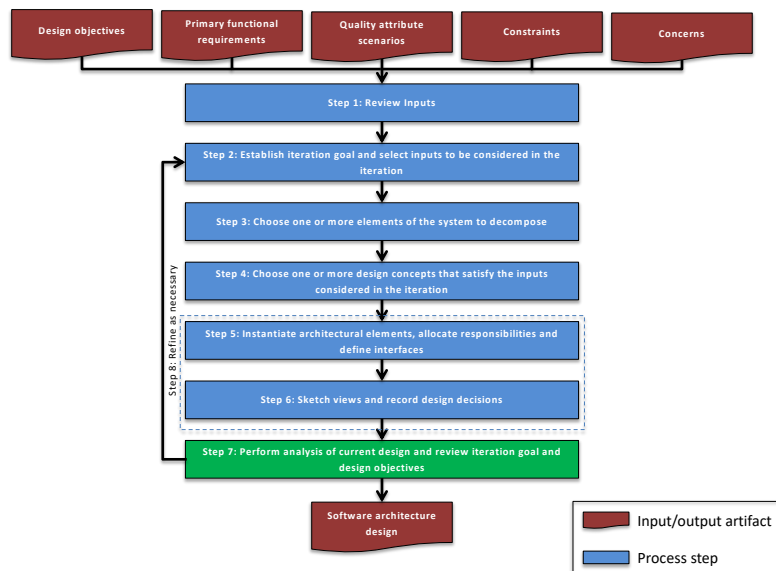 Design objectives
Primary functional
requirements
Quality attribute
scenarios
Constraints
Concerns
Step 1: Review Inputs
Step 2: Establish iteration goal and select inputs to be considered in the
iteration
Step 3: Choose one or more elements of the system to decompose
Step 4: Choose one or more design concepts that satisfy the inputs
considered in the iteration
Step 5: Instantiate architectural elements, allocate responsibilities and
define interfaces
Step 6: Sketch views and record design decisions
Step 7: Perform analysis of current design and review iteration goal and
design objectives
Step 8: Refine as necessary
Software architecture
design
Input/output artifact
Process step